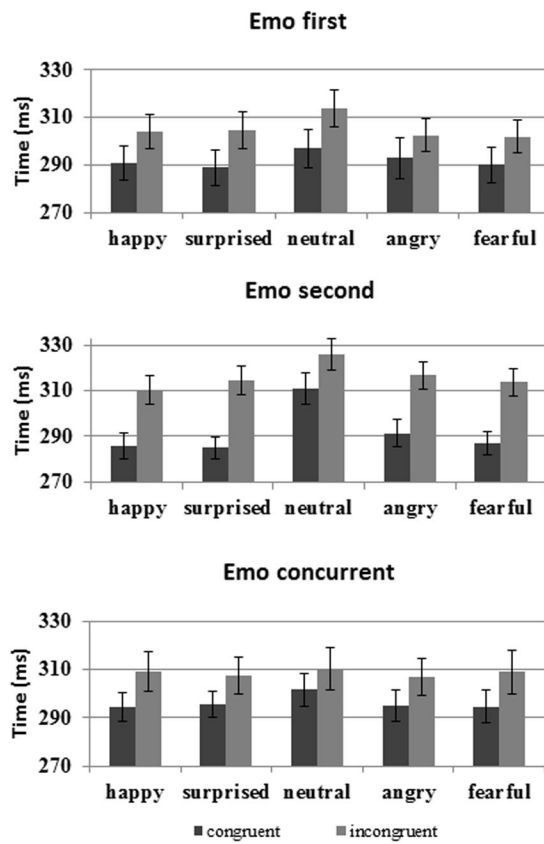 Emo first
Time (ms)
330
310
290
270
happy surprised neutral angry fearful
Emo second
Time (ms)
330
310
290
270
happy surprised neutral angry fearful
Emo concurrent
Time (ms)
330
310
290
270
happy surprised neutral angry fearful
congruent incongruent